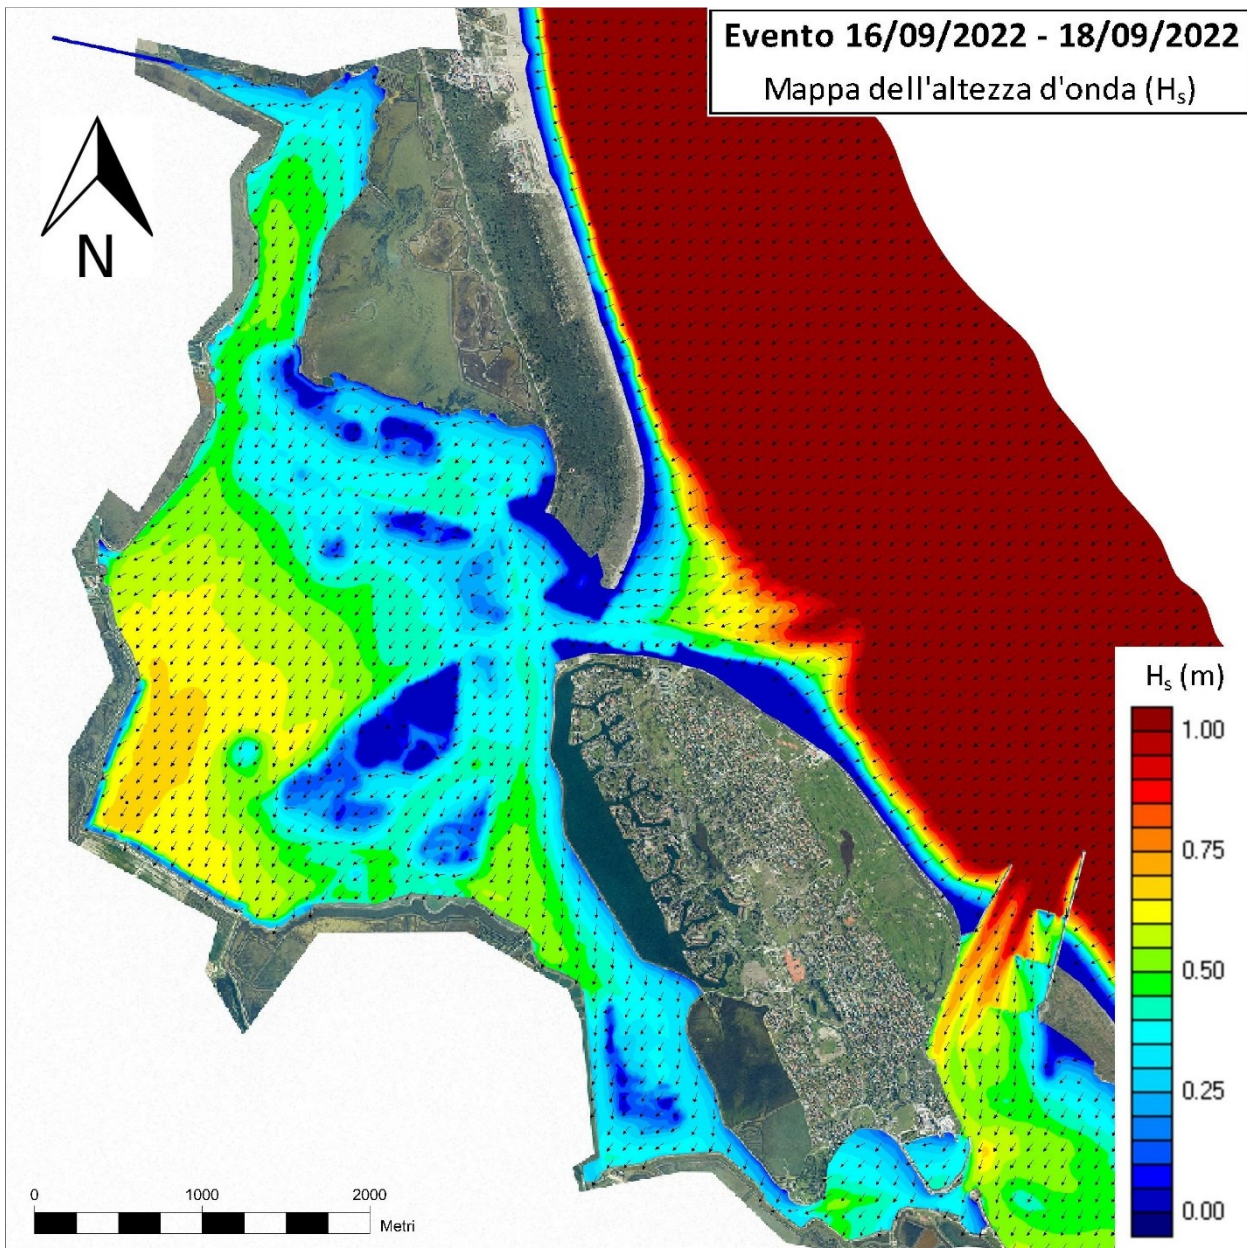 Evento 16/09/2022 - 18/09/2022
Mappa dell'altezza d'onda (Hs)
N
Hs (m)
1.00
0.75
0.50
0.25
0.00
0 1000 2000
Metri